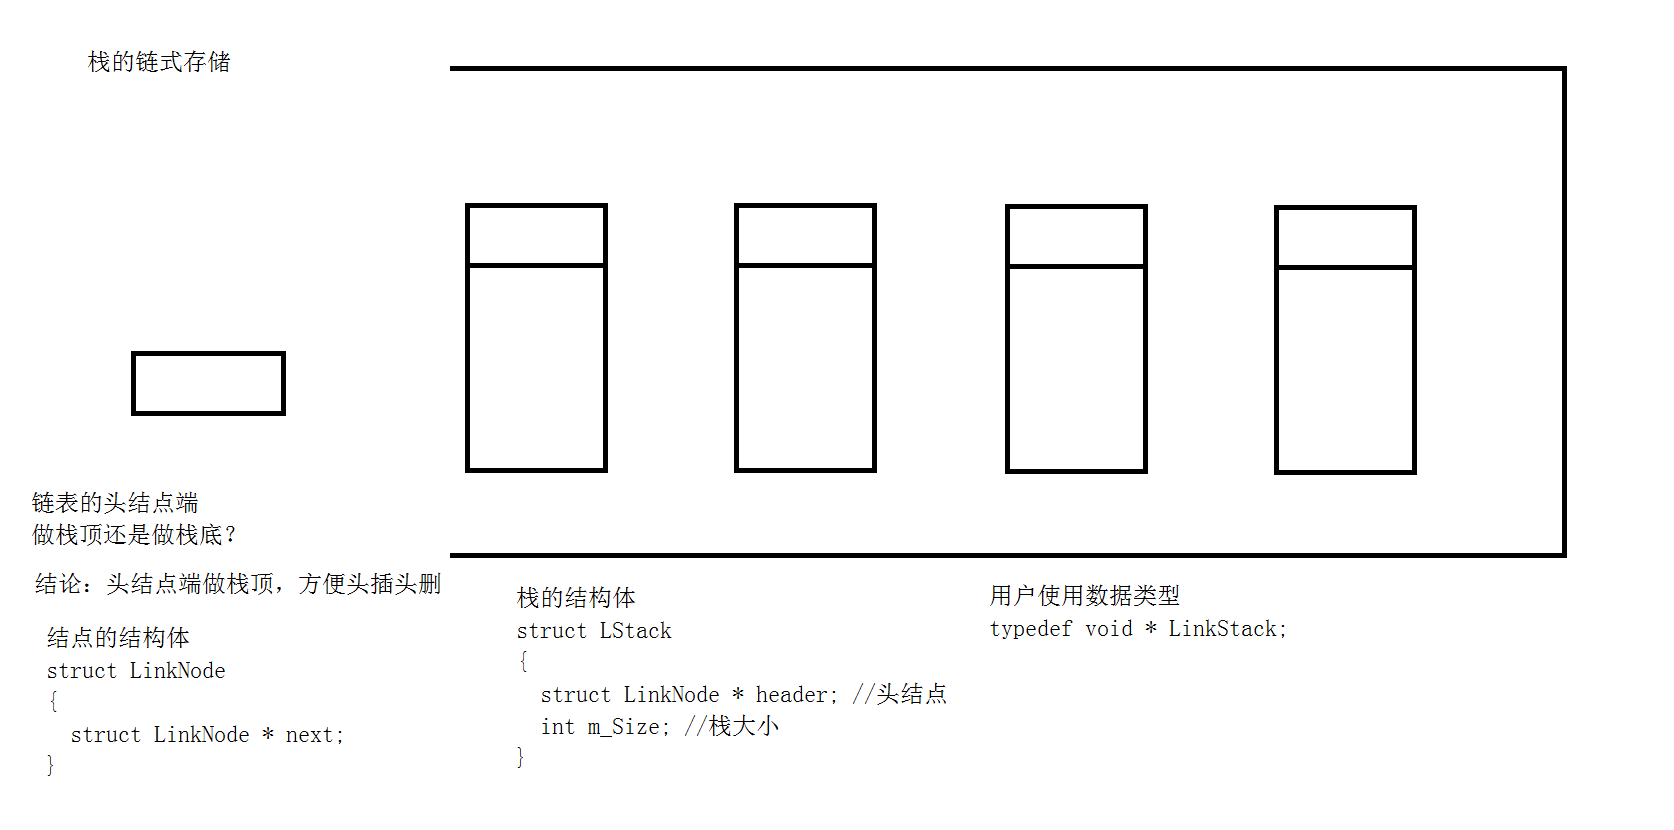 栈的链式存储
链表的头结点端
做栈顶还是做栈底？
结论：头结点端做栈顶，方便头插头删
结点的结构体
struct LinkNode
{
struct LinkNode * next;
}
栈的结构体
struct LStack
{
struct LinkNode * header; //头结点
int m_Size; //栈大小
}
用户使用数据类型
typedef void * LinkStack;